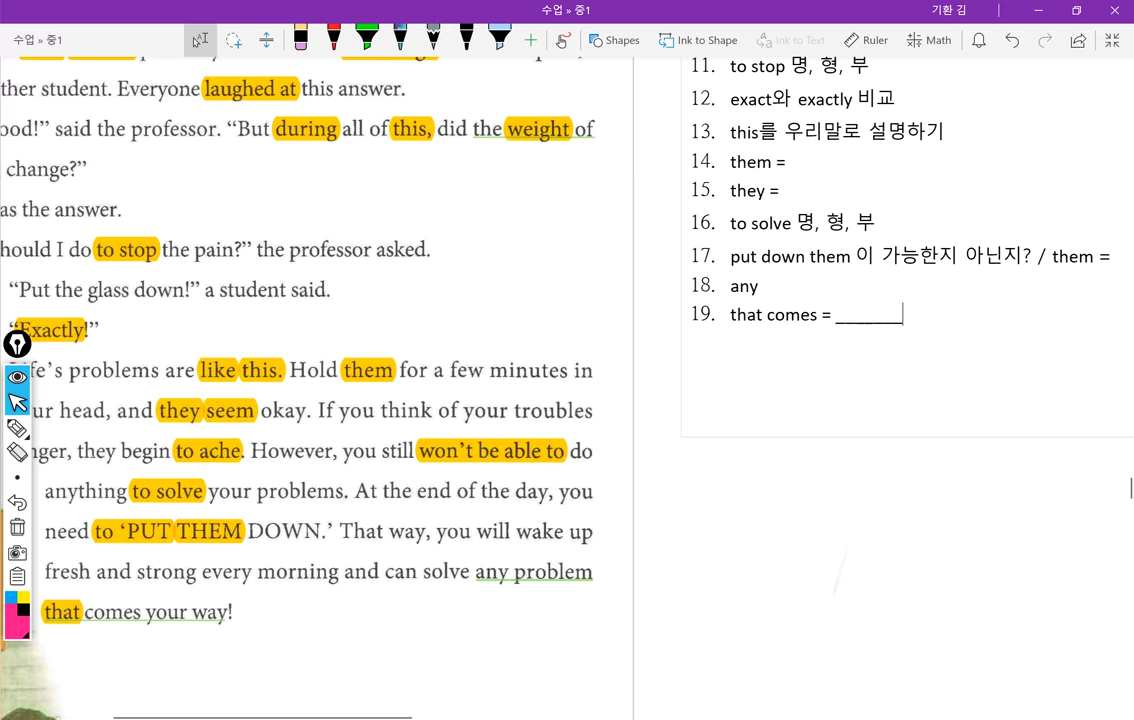 수업 » 중1
기환 김
수업 » 중1
Shapes
Ink to Shape
Ink to Text
Ruler
Math
ther student. Everyone laughed at this answer.
ood!” said the professor. “But during all of this, did the weight of
change?”
as the answer.
hould I do to stop the pain?” the professor asked.
“Put the glass down!” a student said.
“Exactly!”
fe’s problems are like this. Hold them for a few minutes in
ur head, and they seem okay. If you think of your troubles
nger, they begin to ache. However, you still won’t be able to do
anything to solve your problems. At the end of the day, you
need to ‘PUT THEM DOWN.’ That way, you will wake up
fresh and strong every morning and can solve any problem
that comes your way!
11. to stop 명, 형, 부
12. exact와 exactly 비교
13. this를 우리말로 설명하기
14. them =
15. they =
16. to solve 명, 형, 부
17. put down them 이 가능한지 아닌지? / them =
18. any
19. that comes = ________